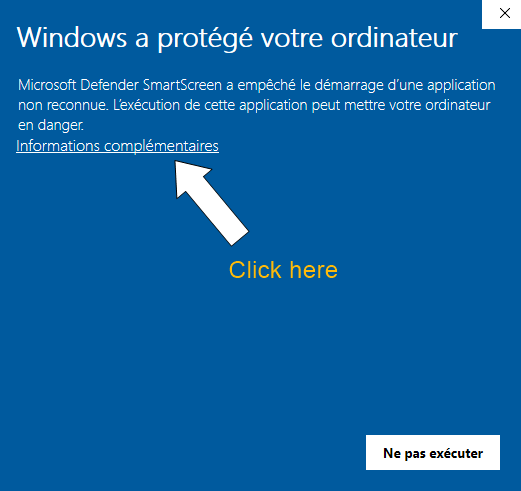 Windows a protégé votre ordinateur
Microsoft Defender SmartScreen a empêché le démarrage d’une application
non reconnue. L’exécution de cette application peut mettre votre ordinateur
en danger.
Informations complémentaires
Click here
Ne pas exécuter